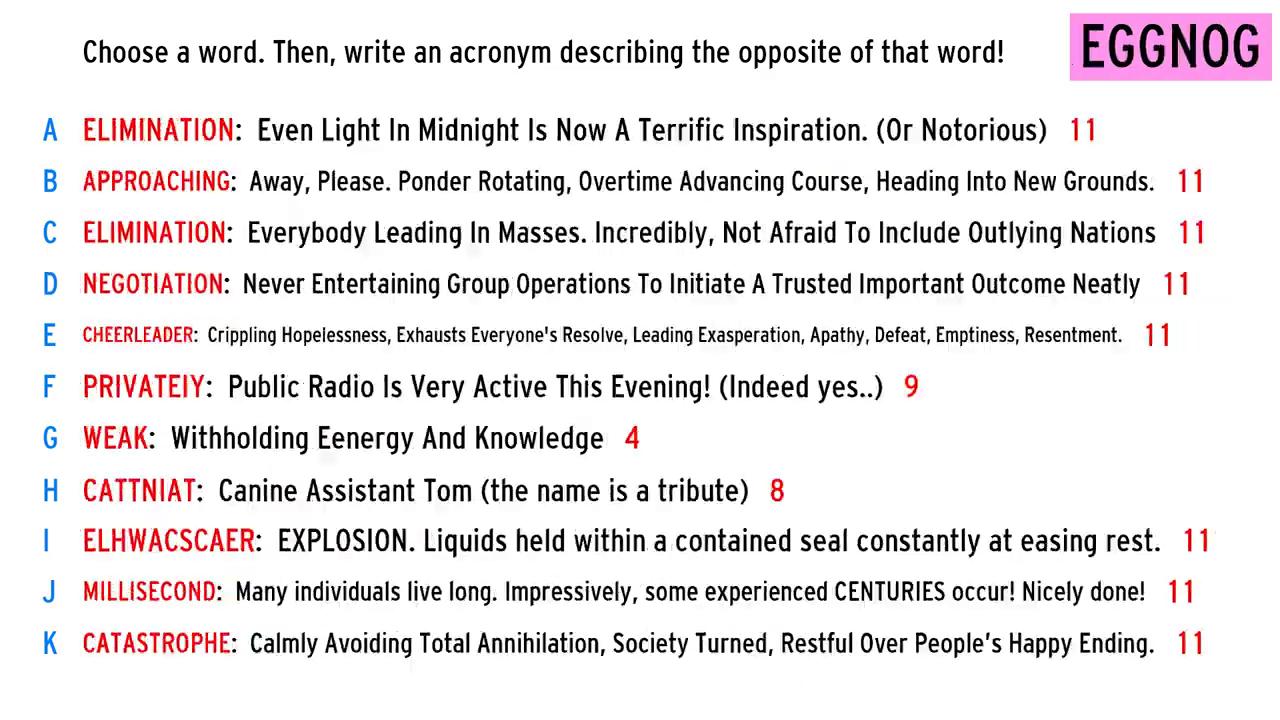 Choose a word. Then, write an acronym describing the opposite of that word!
EGGNOG
A ELIMINATION: Even Light In Midnight Is Now A Terrific Inspiration. (Or Notorious) 11
B APPROACHING: Away, Please. Ponder Rotating, Overtime Advancing Course, Heading Into New Grounds. 11
C ELIMINATION: Everybody Leading In Masses. Incredibly, Not Afraid To Include Outlying Nations 11
D NEGOTIATION: Never Entertaining Group Operations To Initiate A Trusted Important Outcome Neatly 11
E CHEERLEADER: Crippling Hopelessness, Exhausts Everyone's Resolve, Leading Exasperation, Apathy, Defeat, Emptiness, Resentment. 11
F PRIVATEIY: Public Radio Is Very Active This Evening! (Indeed yes..) 9
G WEAK: Withholding Eenergy And Knowledge 4
H CATTNIAT: Canine Assistant Tom (the name is a tribute) 8
I ELHWACSCAER: EXPLOSION. Liquids held within a contained seal constantly at easing rest. 11
J MILLISECOND: Many individuals live long. Impressively, some experienced CENTURIES occur! Nicely done! 11
K CATASTROPHE: Calmly Avoiding Total Annihilation, Society Turned, Restful Over People’s Happy Ending. 11